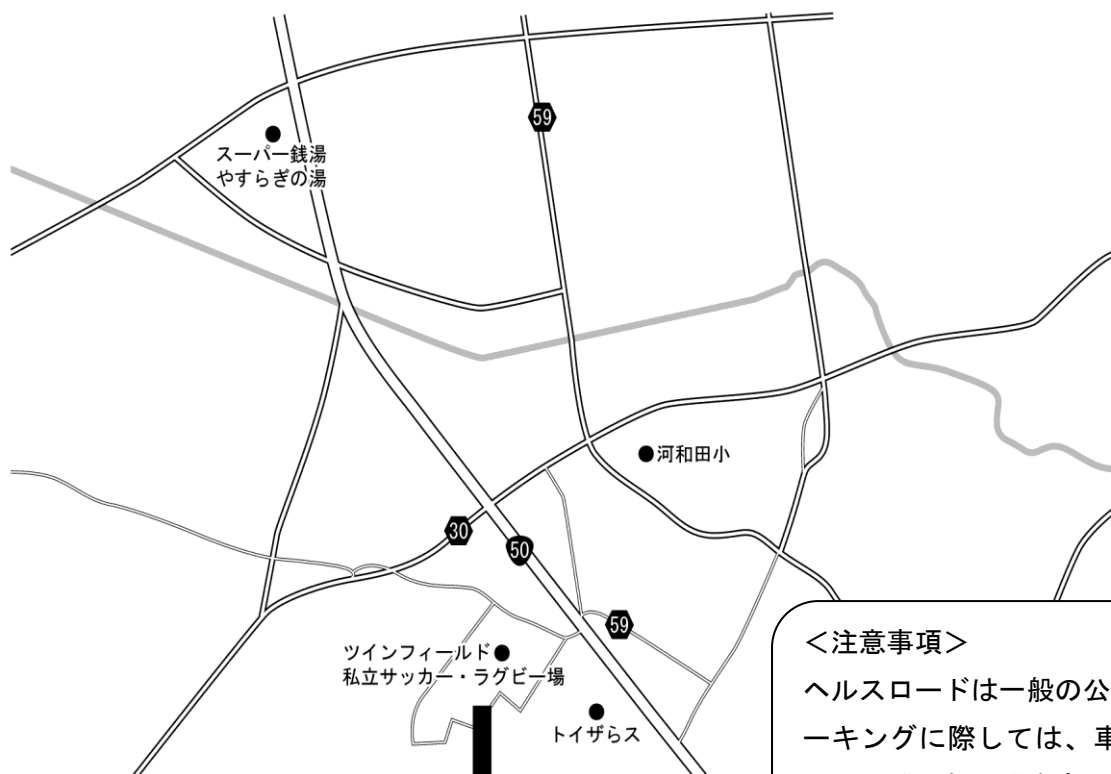 59
スーパー銭湯
やすらぎの湯
河和田小
30
50
59
ツインフィールド
私立サッカー・ラグビー場
トイザらス
＜注意事項＞
ヘルスロードは一般の公
ーキングに際しては、車